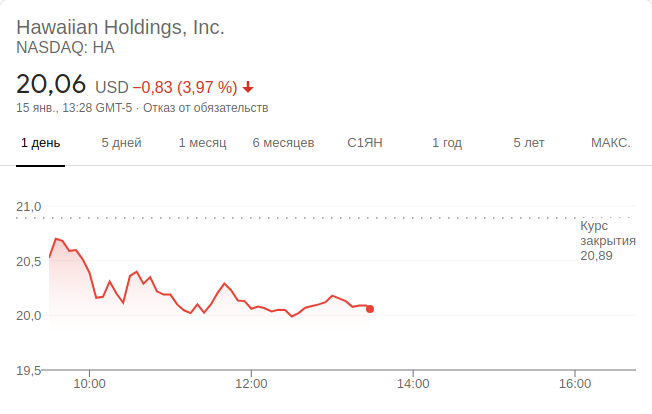 Hawaiian Holdings, Inc.
NASDAQ: HA
20,06 USD −0,83 (3,97 %)
15 янв., 13:28 GMT-5 · Отказ от обязательств
1 день 5 дней 1 месяц 6 месяцев С1ЯН 1 год 5 лет МАКС.
21,0
Курс
закрытия
20,89
20,5
20,0
19,5
10:00 12:00 14:00 16:00